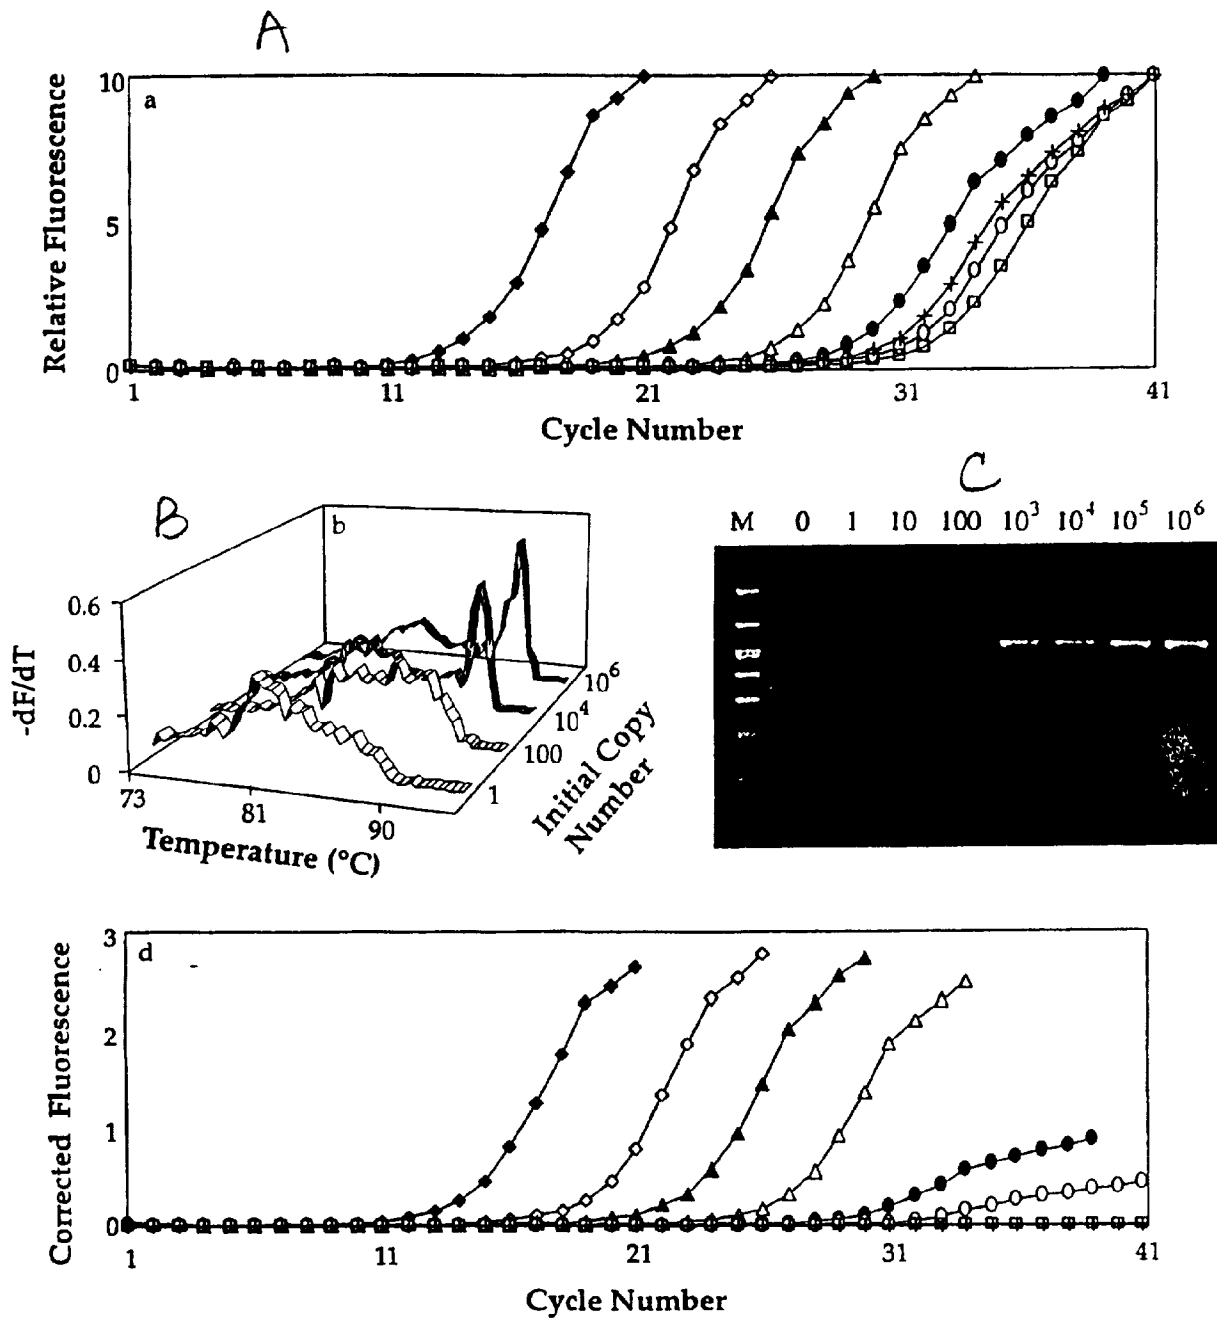 A
a
10
5
0
Relative Fluorescence
1 11 21 31 41
Cycle Number
B
b
0.6
0.4
0.2
0
-dF/dT
73 81 90
Temperature (°C)
1 100 10⁴ 10⁶
Initial Copy
Number
C
M 0 1 10 100 10³ 10⁴ 10⁵ 10⁶
d
3
2
1
0
Corrected Fluorescence
1 11 21 31 41
Cycle Number